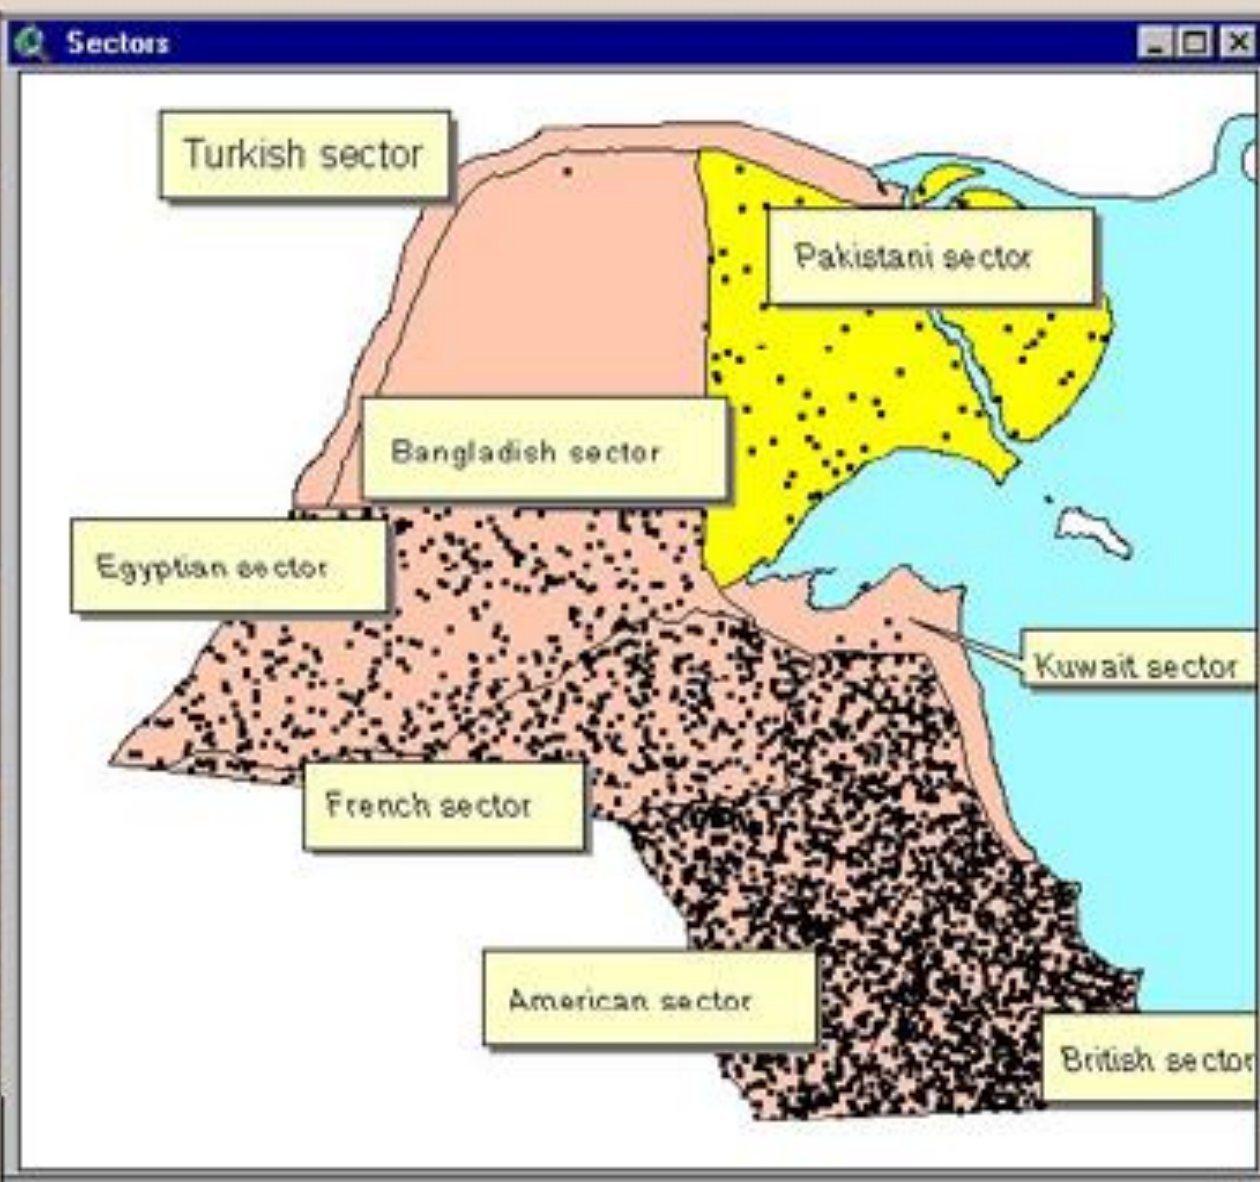 Sectors
Turkish sector
Pakistani sector
Bangladish sector
Egyptian sector
Kuwait sector
French sector
American sector
British sector